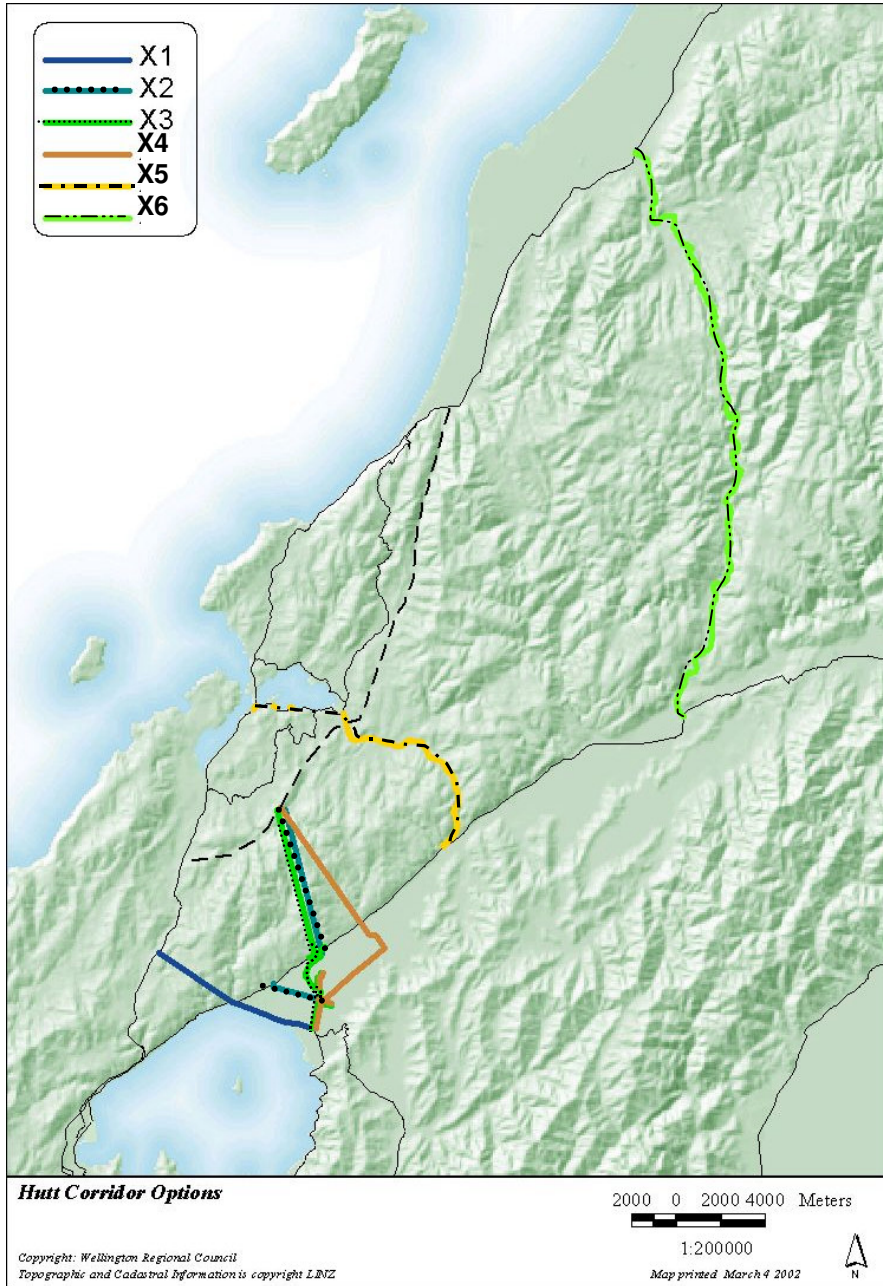 X1
X2
X3
X4
X5
X6
Hutt Corridor Options
2000 0 2000 4000 Meters
1:200000
Copyright: Wellington Regional Council
Topographic and Cadastral Information is copyright LINZ
Map printed March 4 2002
N